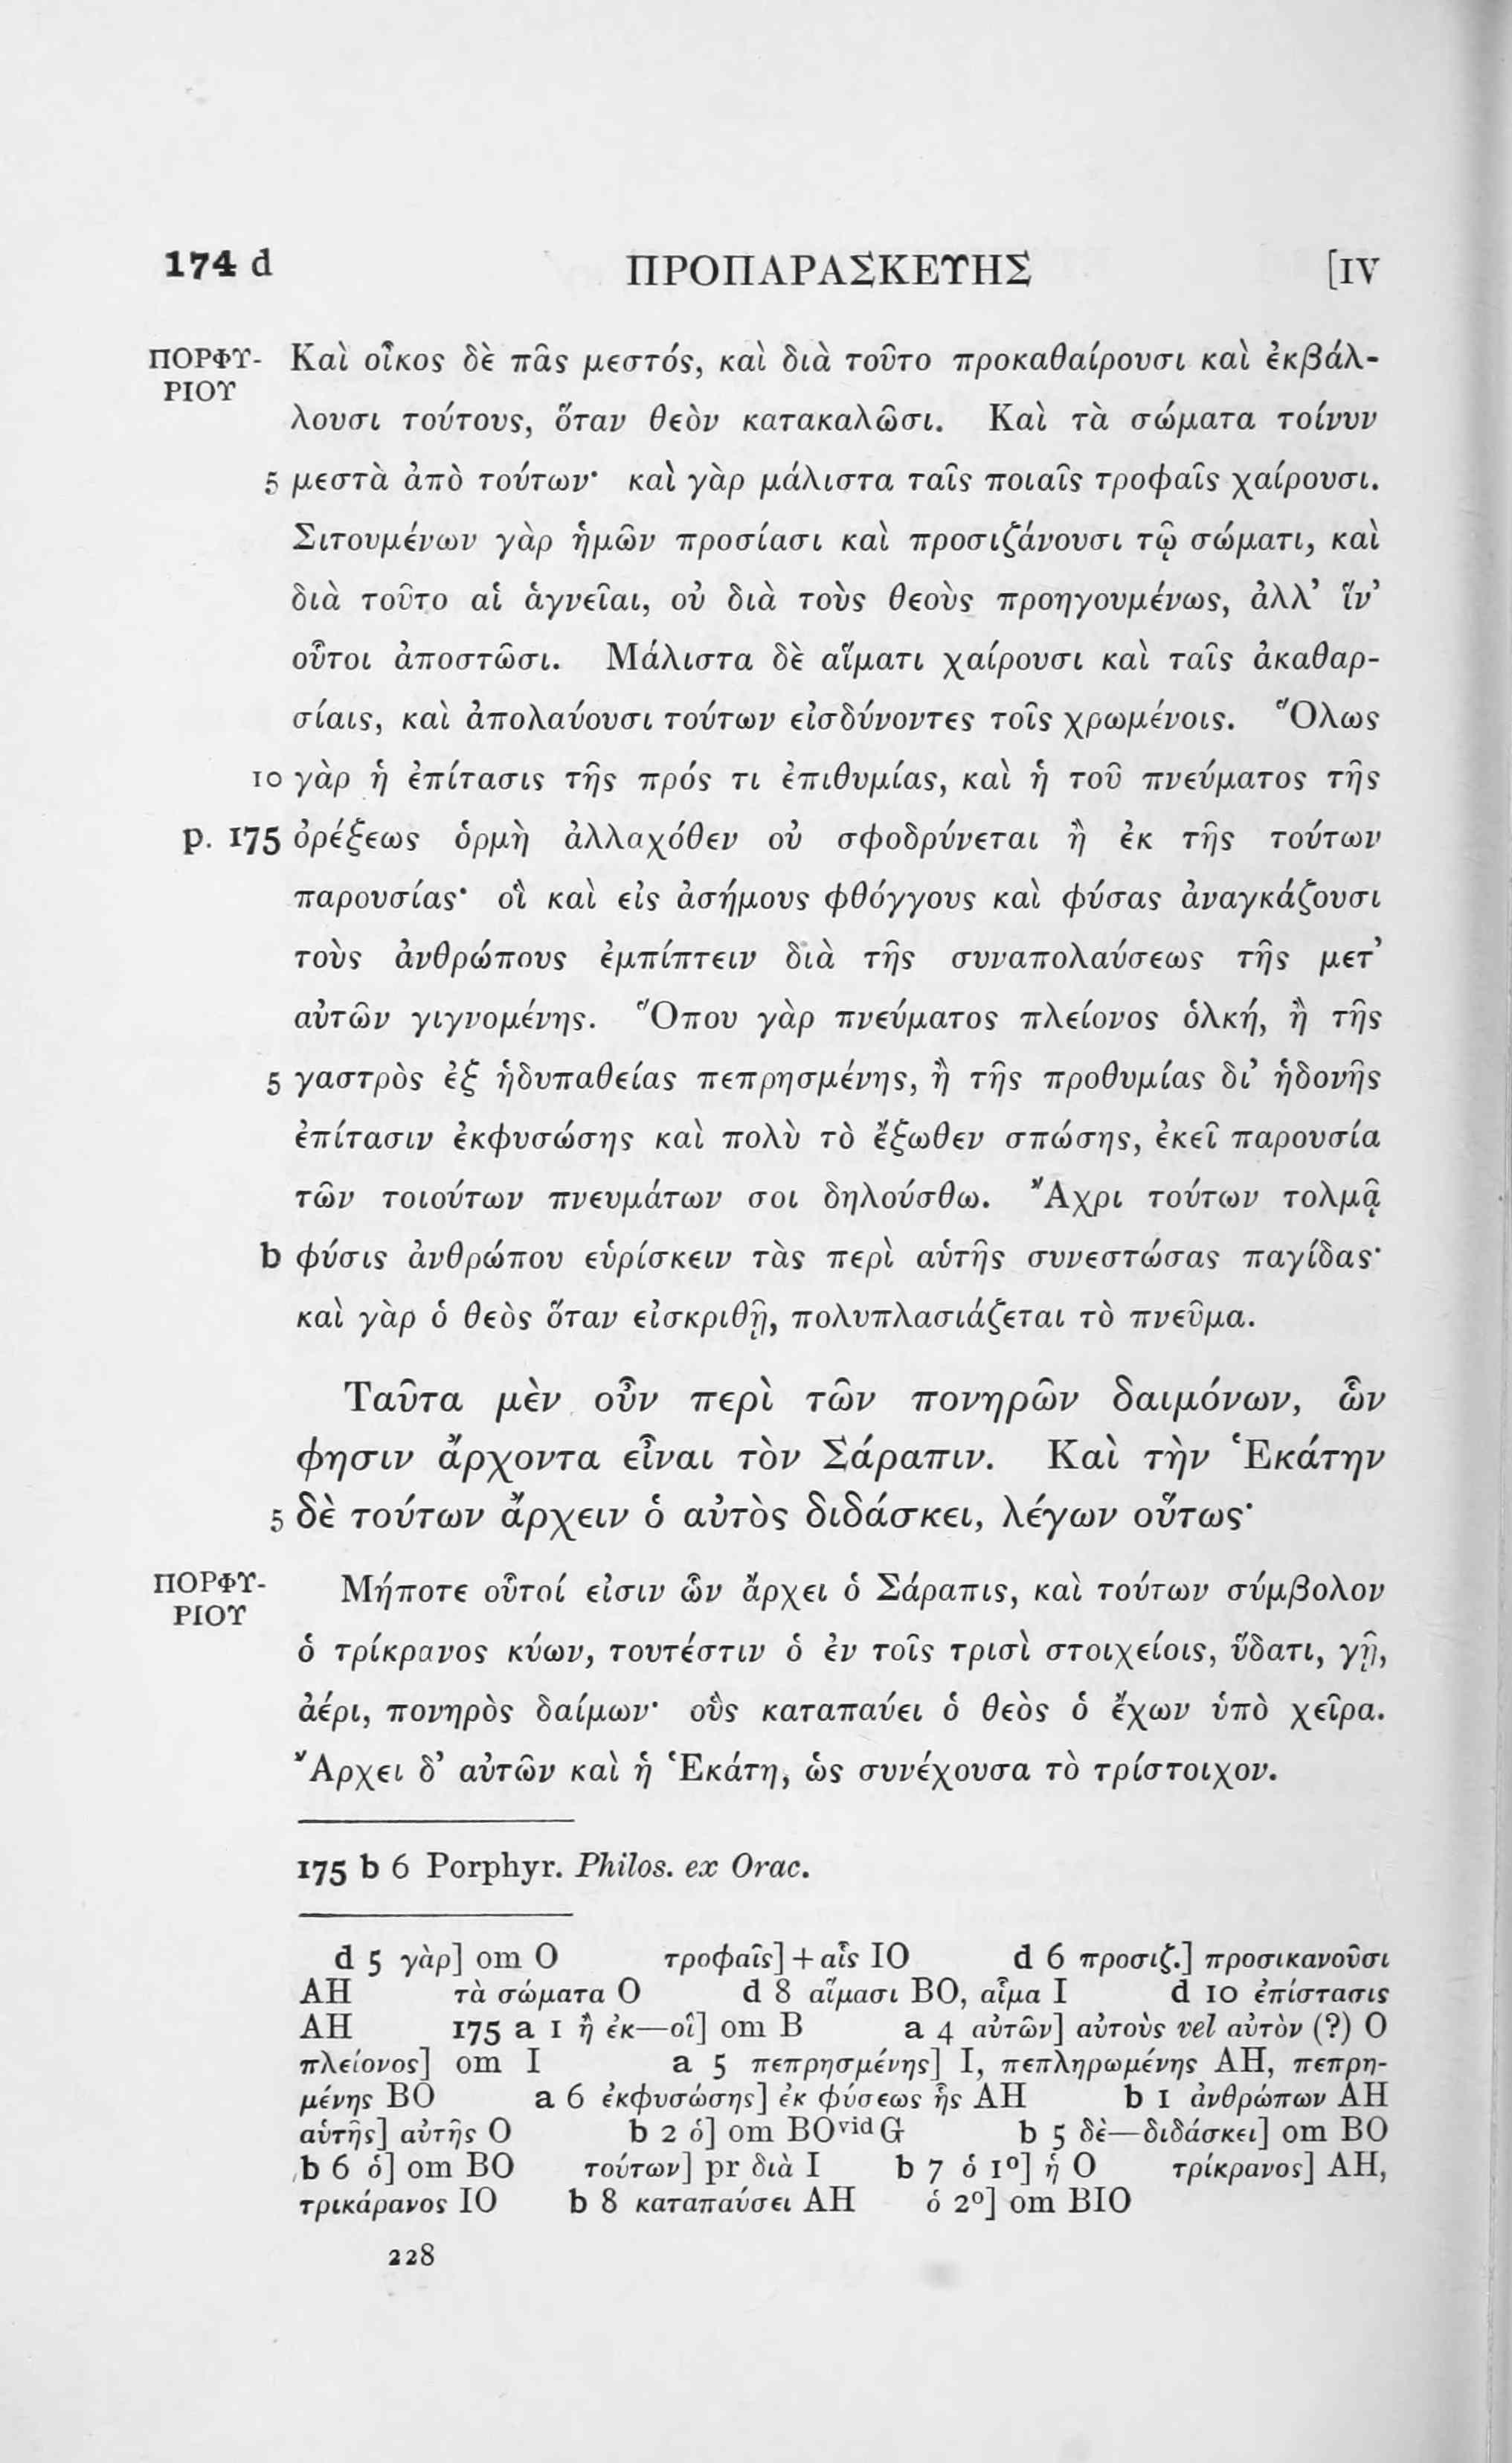 174 d ΠΡΟΠΑΡΑΣΚΕΥΗΣ [IV
ΠΟΡΦΥ- Καὶ οἶκος δὲ πᾶς μεστός, καὶ διὰ τοῦτο προκαθαίρουσι καὶ ἐκβάλ-
ΡΙΟΥ
λουσι τούτους, ὅταν θεὸν κατακαλῶσι. Καὶ τὰ σώματα τοίνυν
5 μεστὰ ἀπὸ τούτων· καὶ γὰρ μάλιστα ταῖς ποιαῖς τροφαῖς χαίρουσι.
Σιτουμένων γὰρ ἡμῶν προσίασι καὶ προσιζάνουσι τῷ σώματι, καὶ
διὰ τοῦτο αἱ ἁγνεῖαι, οὐ διὰ τοὺς θεοὺς προηγουμένως, ἀλλ’ ἵν’
οὗτοι ἀποστῶσι. Μάλιστα δὲ αἵματι χαίρουσι καὶ ταῖς ἀκαθαρ-
σίαις, καὶ ἀπολαύουσι τούτων εἰσδύνοντες τοῖς χρωμένοις. Ὅλως
10 γὰρ ἡ ἐπίτασις τῆς πρός τι ἐπιθυμίας, καὶ ἡ τοῦ πνεύματος τῆς
p. 175 ὀρέξεως ὁρμὴ ἀλλαχόθεν οὐ σφοδρύνεται ἢ ἐκ τῆς τούτων
παρουσίας· οἳ καὶ εἰς ἀσήμους φθόγγους καὶ φύσας ἀναγκάζουσι
τοὺς ἀνθρώπους ἐμπίπτειν διὰ τῆς συναπολαύσεως τῆς μετ’
αὐτῶν γιγνομένης. Ὅπου γὰρ πνεύματος πλείονος ὁλκή, ἢ τῆς
5 γαστρὸς ἐξ ἡδυπαθείας πεπρησμένης, ἢ τῆς προθυμίας δι’ ἡδονῆς
ἐπίτασιν ἐκφυσώσης καὶ πολὺ τὸ ἔξωθεν σπώσης, ἐκεῖ παρουσία
τῶν τοιούτων πνευμάτων σοι δηλούσθω. Ἄχρι τούτων τολμᾷ
b φύσις ἀνθρώπου εὑρίσκειν τὰς περὶ αὑτῆς συνεστώσας παγίδας·
καὶ γὰρ ὁ θεὸς ὅταν εἰσκριθῇ, πολυπλασιάζεται τὸ πνεῦμα.
Ταῦτα μὲν οὖν περὶ τῶν πονηρῶν δαιμόνων, ὧν
φησιν ἄρχοντα εἶναι τὸν Σάραπιν. Καὶ τὴν Ἑκάτην
5 δὲ τούτων ἄρχειν ὁ αὐτὸς διδάσκει, λέγων οὕτως·
ΠΟΡΦΥ- Μήποτε οὗτοί εἰσιν ὧν ἄρχει ὁ Σάραπις, καὶ τούτων σύμβολον
ΡΙΟΥ
ὁ τρίκρανος κύων, τουτέστιν ὁ ἐν τοῖς τρισὶ στοιχείοις, ὕδατι, γῇ,
ἀέρι, πονηρὸς δαίμων· οὓς καταπαύει ὁ θεὸς ὁ ἔχων ὑπὸ χεῖρα.
Ἄρχει δ’ αὐτῶν καὶ ἡ Ἑκάτη, ὡς συνέχουσα τὸ τρίστοιχον.
175 b 6 Porphyr. Philos. ex Orac.
d 5 γὰρ] om O τροφαῖς] + αἷς IO d 6 προσιζ.] προσικανοῦσι
AH τὰ σώματα O d 8 αἵμασι BO, αἷμα I d 10 ἐπίστασις
AH 175 a 1 ἢ ἐκ—οἳ] om B a 4 αὐτῶν] αὐτοὺς vel αὐτὸν (?) O
πλείονος] om I a 5 πεπρησμένης] I, πεπληρωμένης AH, πεπρη-
μένης BO a 6 ἐκφυσώσης] ἐκ φύσεως ἧς AH b 1 ἀνθρώπων AH
αὑτῆς] αὐτῆς O b 2 ὁ] om BOvid G b 5 δὲ—διδάσκει] om BO
b 6 ὁ] om BO τούτων] pr διὰ I b 7 ὁ 1º] ἡ O τρίκρανος] AH,
τρικάρανος IO b 8 καταπαύσει AH ὁ 2º] om BIO
228